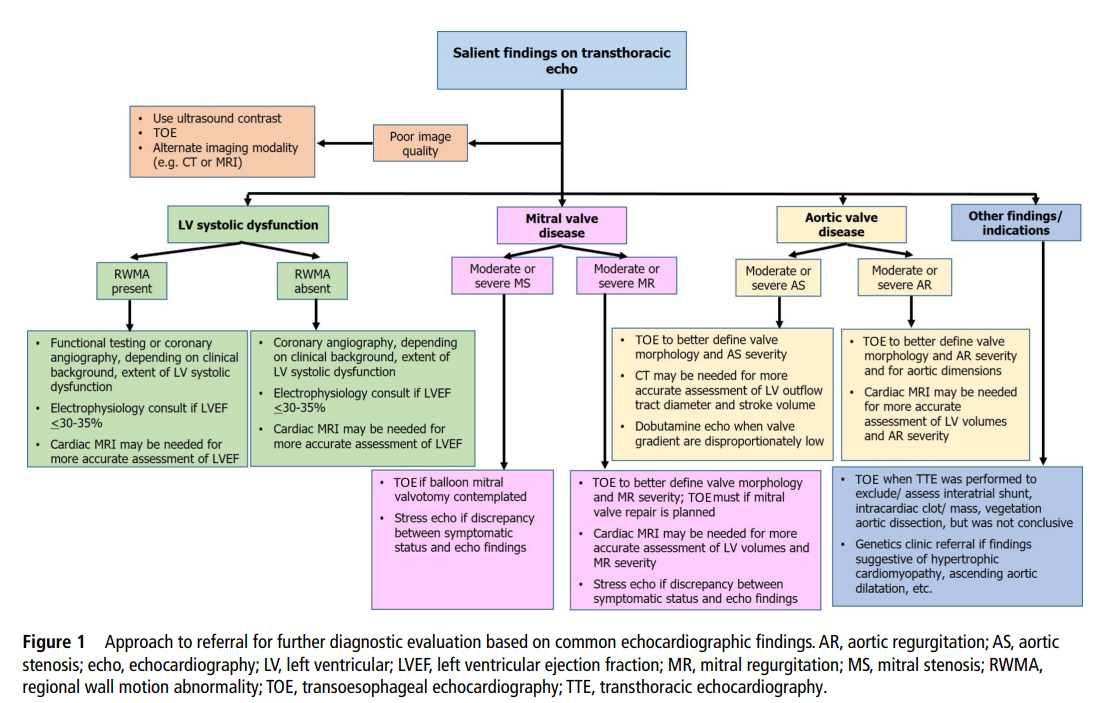 Salient findings on transthoracic
echo
• Use ultrasound contrast
• TOE
• Alternate imaging modality
(e.g. CT or MRI)
Poor image
quality
LV systolic dysfunction
Mitral valve
disease
Aortic valve
disease
Other findings/
indications
RWMA
present
RWMA
absent
Moderate or
severe MS
Moderate or
severe MR
Moderate or
severe AS
Moderate or
severe AR
• Functional testing or coronary
angiography, depending on clinical
background, extent of LV systolic
dysfunction
• Electrophysiology consult if LVEF
≤30-35%
• Cardiac MRI may be needed for
more accurate assessment of LVEF
• Coronary angiography, depending
on clinical background, extent of
LV systolic dysfunction
• Electrophysiology consult if LVEF
≤30-35%
• Cardiac MRI may be needed for
more accurate assessment of LVEF
• TOE to better define valve
morphology and AS severity
• CT may be needed for more
accurate assessment of LV outflow
tract diameter and stroke volume
• Dobutamine echo when valve
gradient are disproportionately low
• TOE to better define valve
morphology and AR severity
and for aortic dimensions
• Cardiac MRI may be needed
for more accurate
assessment of LV volumes
and AR severity
• TOE if balloon mitral
valvotomy contemplated
• Stress echo if discrepancy
between symptomatic
status and echo findings
• TOE to better define valve morphology
and MR severity; TOE must if mitral
valve repair is planned
• Cardiac MRI may be needed for more
accurate assessment of LV volumes and
MR severity
• Stress echo if discrepancy between
symptomatic status and echo findings
• TOE when TTE was performed to
exclude/ assess interatrial shunt,
intracardiac clot/ mass, vegetation
aortic dissection, but was not conclusive
• Genetics clinic referral if findings
suggestive of hypertrophic
cardiomyopathy, ascending aortic
dilatation, etc.
Figure 1 Approach to referral for further diagnostic evaluation based on common echocardiographic findings. AR, aortic regurgitation; AS, aortic
stenosis; echo, echocardiography; LV, left ventricular; LVEF, left ventricular ejection fraction; MR, mitral regurgitation; MS, mitral stenosis; RWMA,
regional wall motion abnormality; TOE, transoesophageal echocardiography; TTE, transthoracic echocardiography.